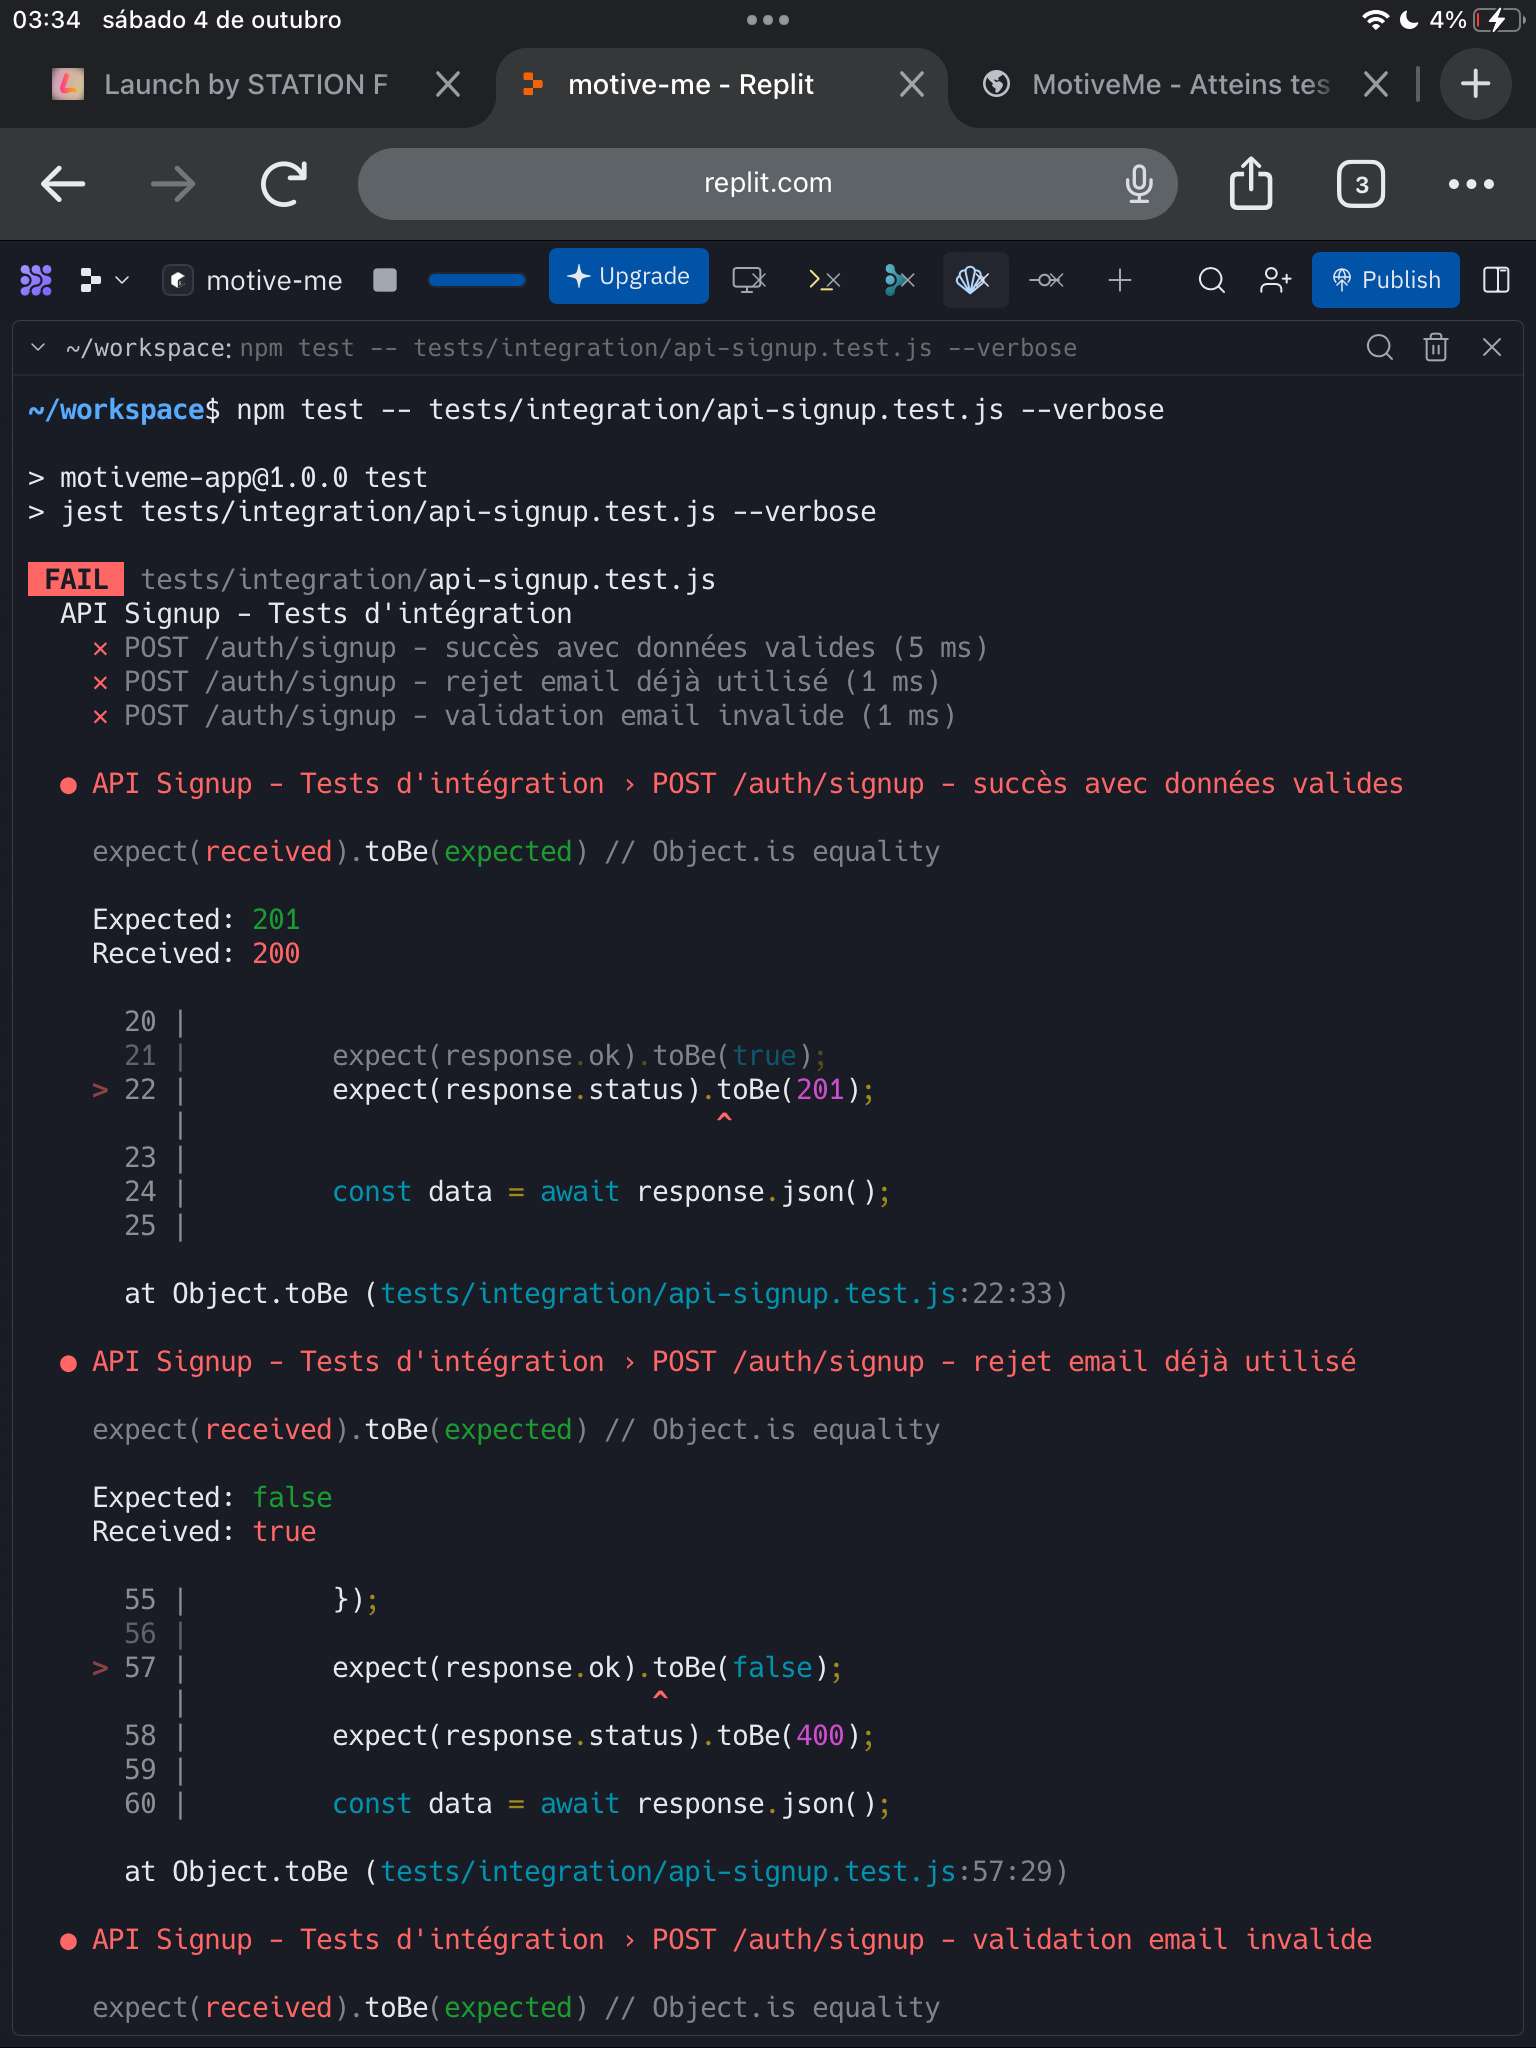 03:34 sábado 4 de outubro 4%
Launch by STATION F
motive-me - Replit
MotiveMe - Atteins tes
replit.com
3
motive-me
Upgrade
Publish
~/workspace: npm test -- tests/integration/api-signup.test.js --verbose
~/workspace$ npm test -- tests/integration/api-signup.test.js --verbose
> motiveme-app@1.0.0 test
> jest tests/integration/api-signup.test.js --verbose
FAIL tests/integration/api-signup.test.js
API Signup - Tests d'intégration
✕ POST /auth/signup - succès avec données valides (5 ms)
✕ POST /auth/signup - rejet email déjà utilisé (1 ms)
✕ POST /auth/signup - validation email invalide (1 ms)
● API Signup - Tests d'intégration › POST /auth/signup - succès avec données valides
expect(received).toBe(expected) // Object.is equality
Expected: 201
Received: 200
20 |
21 | expect(response.ok).toBe(true);
> 22 | expect(response.status).toBe(201);
| ^
23 |
24 | const data = await response.json();
25 |
at Object.toBe (tests/integration/api-signup.test.js:22:33)
● API Signup - Tests d'intégration › POST /auth/signup - rejet email déjà utilisé
expect(received).toBe(expected) // Object.is equality
Expected: false
Received: true
55 | });
56 |
> 57 | expect(response.ok).toBe(false);
| ^
58 | expect(response.status).toBe(400);
59 |
60 | const data = await response.json();
at Object.toBe (tests/integration/api-signup.test.js:57:29)
● API Signup - Tests d'intégration › POST /auth/signup - validation email invalide
expect(received).toBe(expected) // Object.is equality